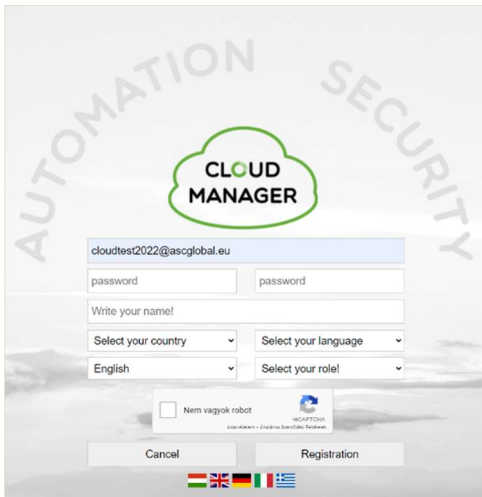 AUTOMATION SECURITY
CLOUD
MANAGER
cloudtest2022@ascglobal.eu
password password
Write your name!
Select your country Select your language
English Select your role!
Nem vagyok robot
reCAPTCHA
Cancel Registration